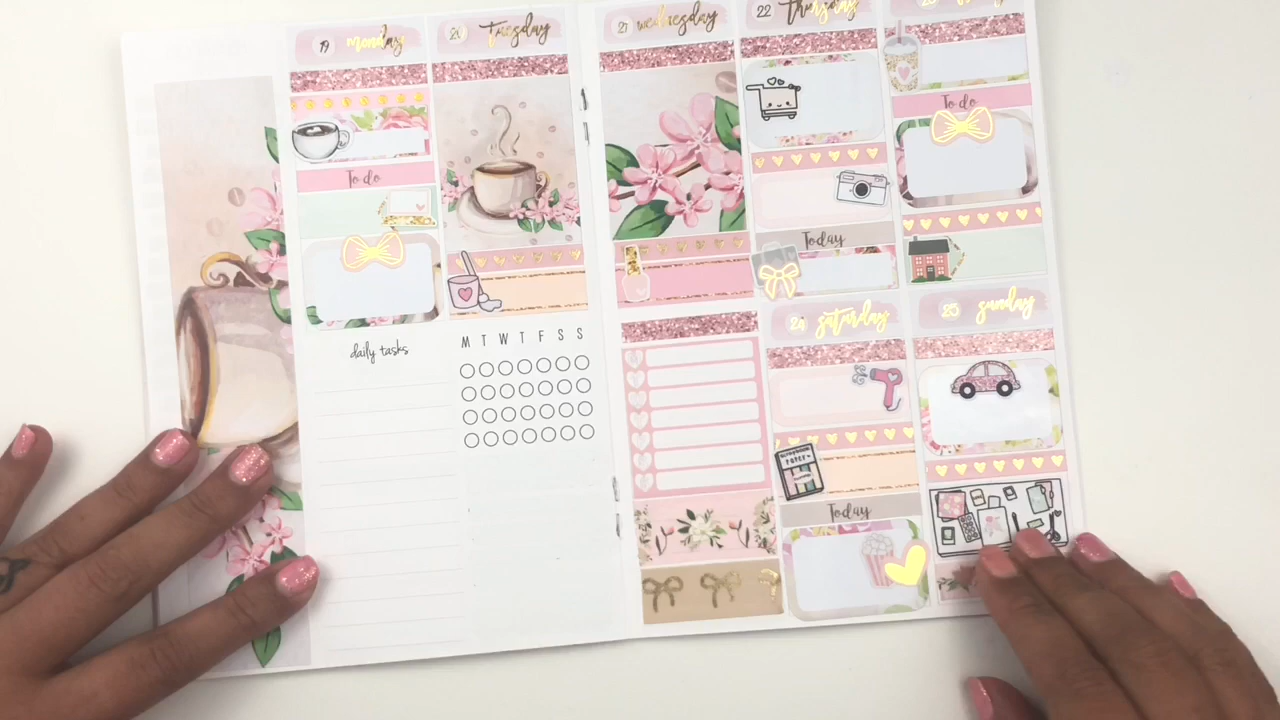 19 monday
20 Tuesday
21 wednesday
22 Thursday
To do
To do
Today
24 saturday
25 sunday
daily tasks
M T W T F S S
Today